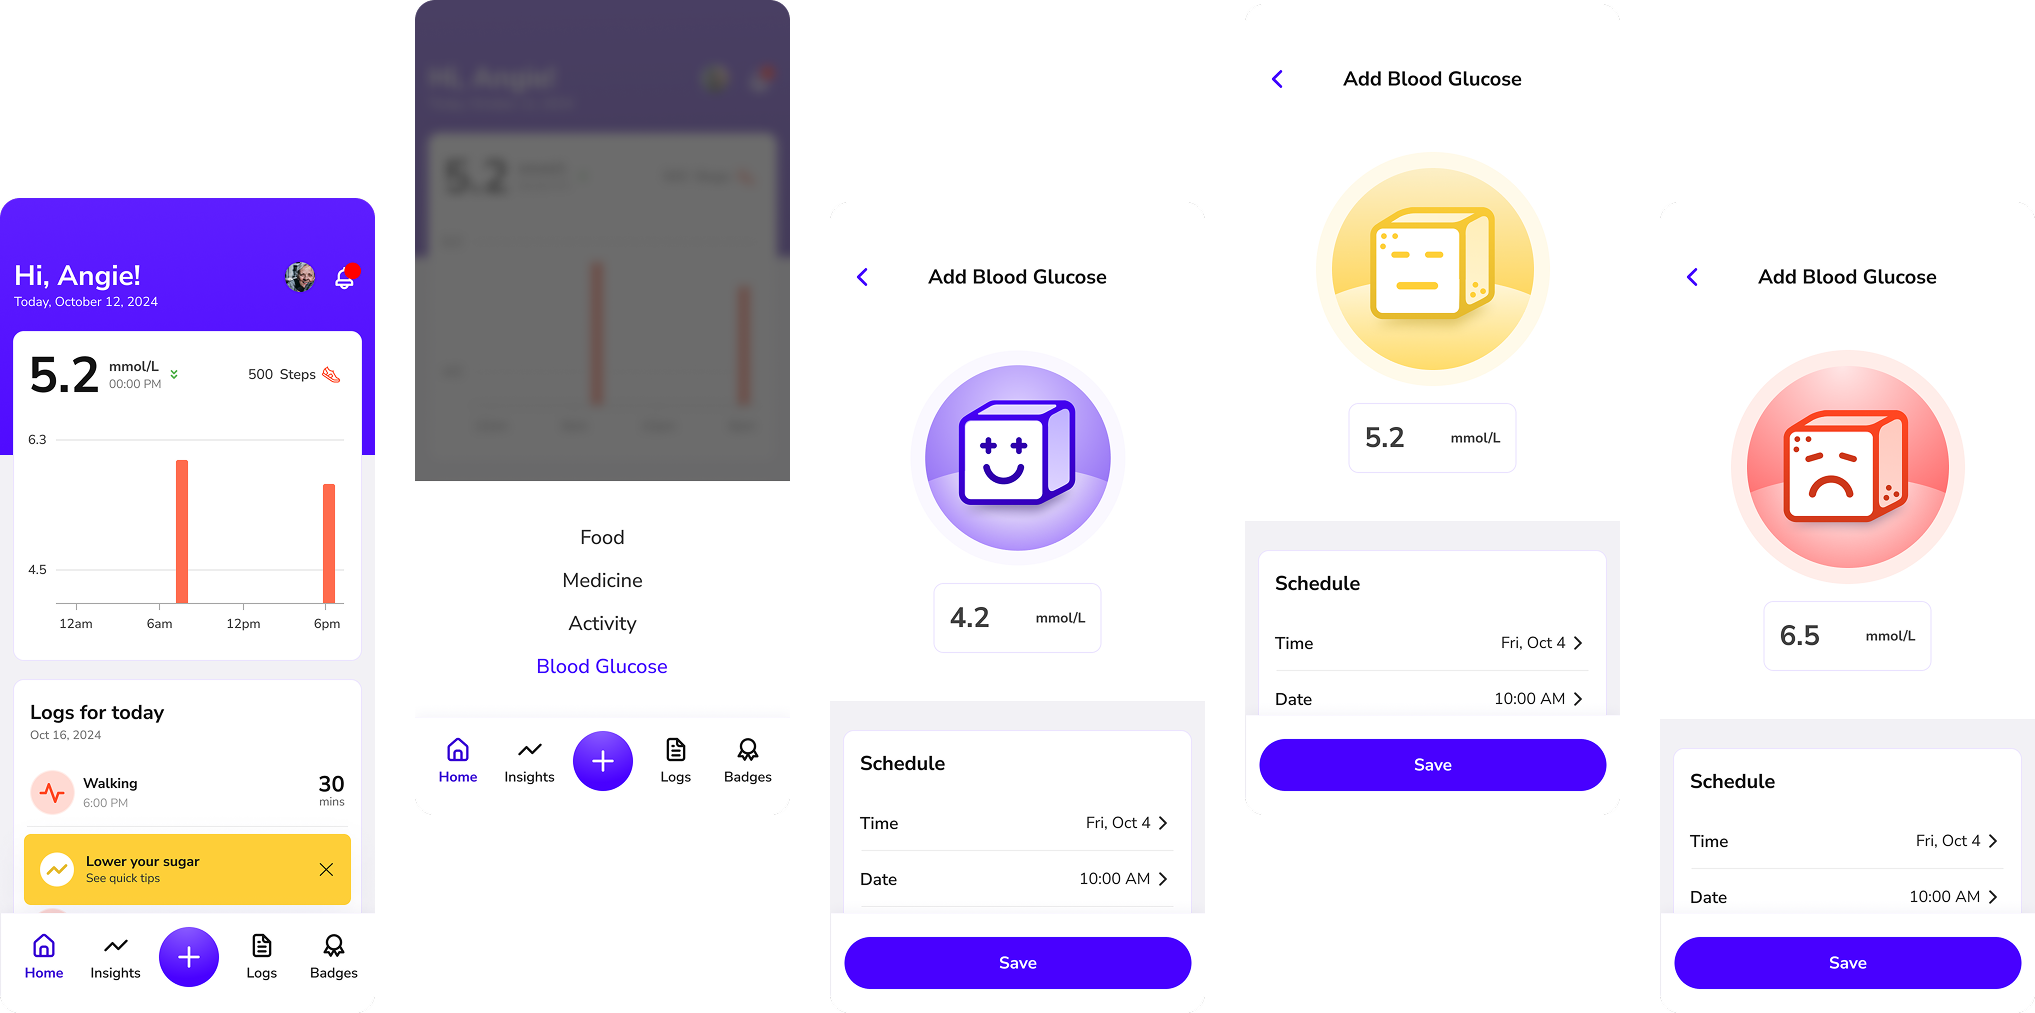 Hi, Angie!
Today, October 12, 2024
5.2 mmol/L
00:00 PM
500 Steps
6.3
4.5
12am 6am 12pm 6pm
Logs for today
Oct 16, 2024
Walking
6:00 PM
30
mins
Lower your sugar
See quick tips
Home Insights Logs Badges
Hi, Angie!
5.2
Food
Medicine
Activity
Blood Glucose
Home Insights Logs Badges
Add Blood Glucose
4.2 mmol/L
Schedule
Time Fri, Oct 4
Date 10:00 AM
Save
Add Blood Glucose
5.2 mmol/L
Schedule
Time Fri, Oct 4
Date 10:00 AM
Save
Add Blood Glucose
6.5 mmol/L
Schedule
Time Fri, Oct 4
Date 10:00 AM
Save